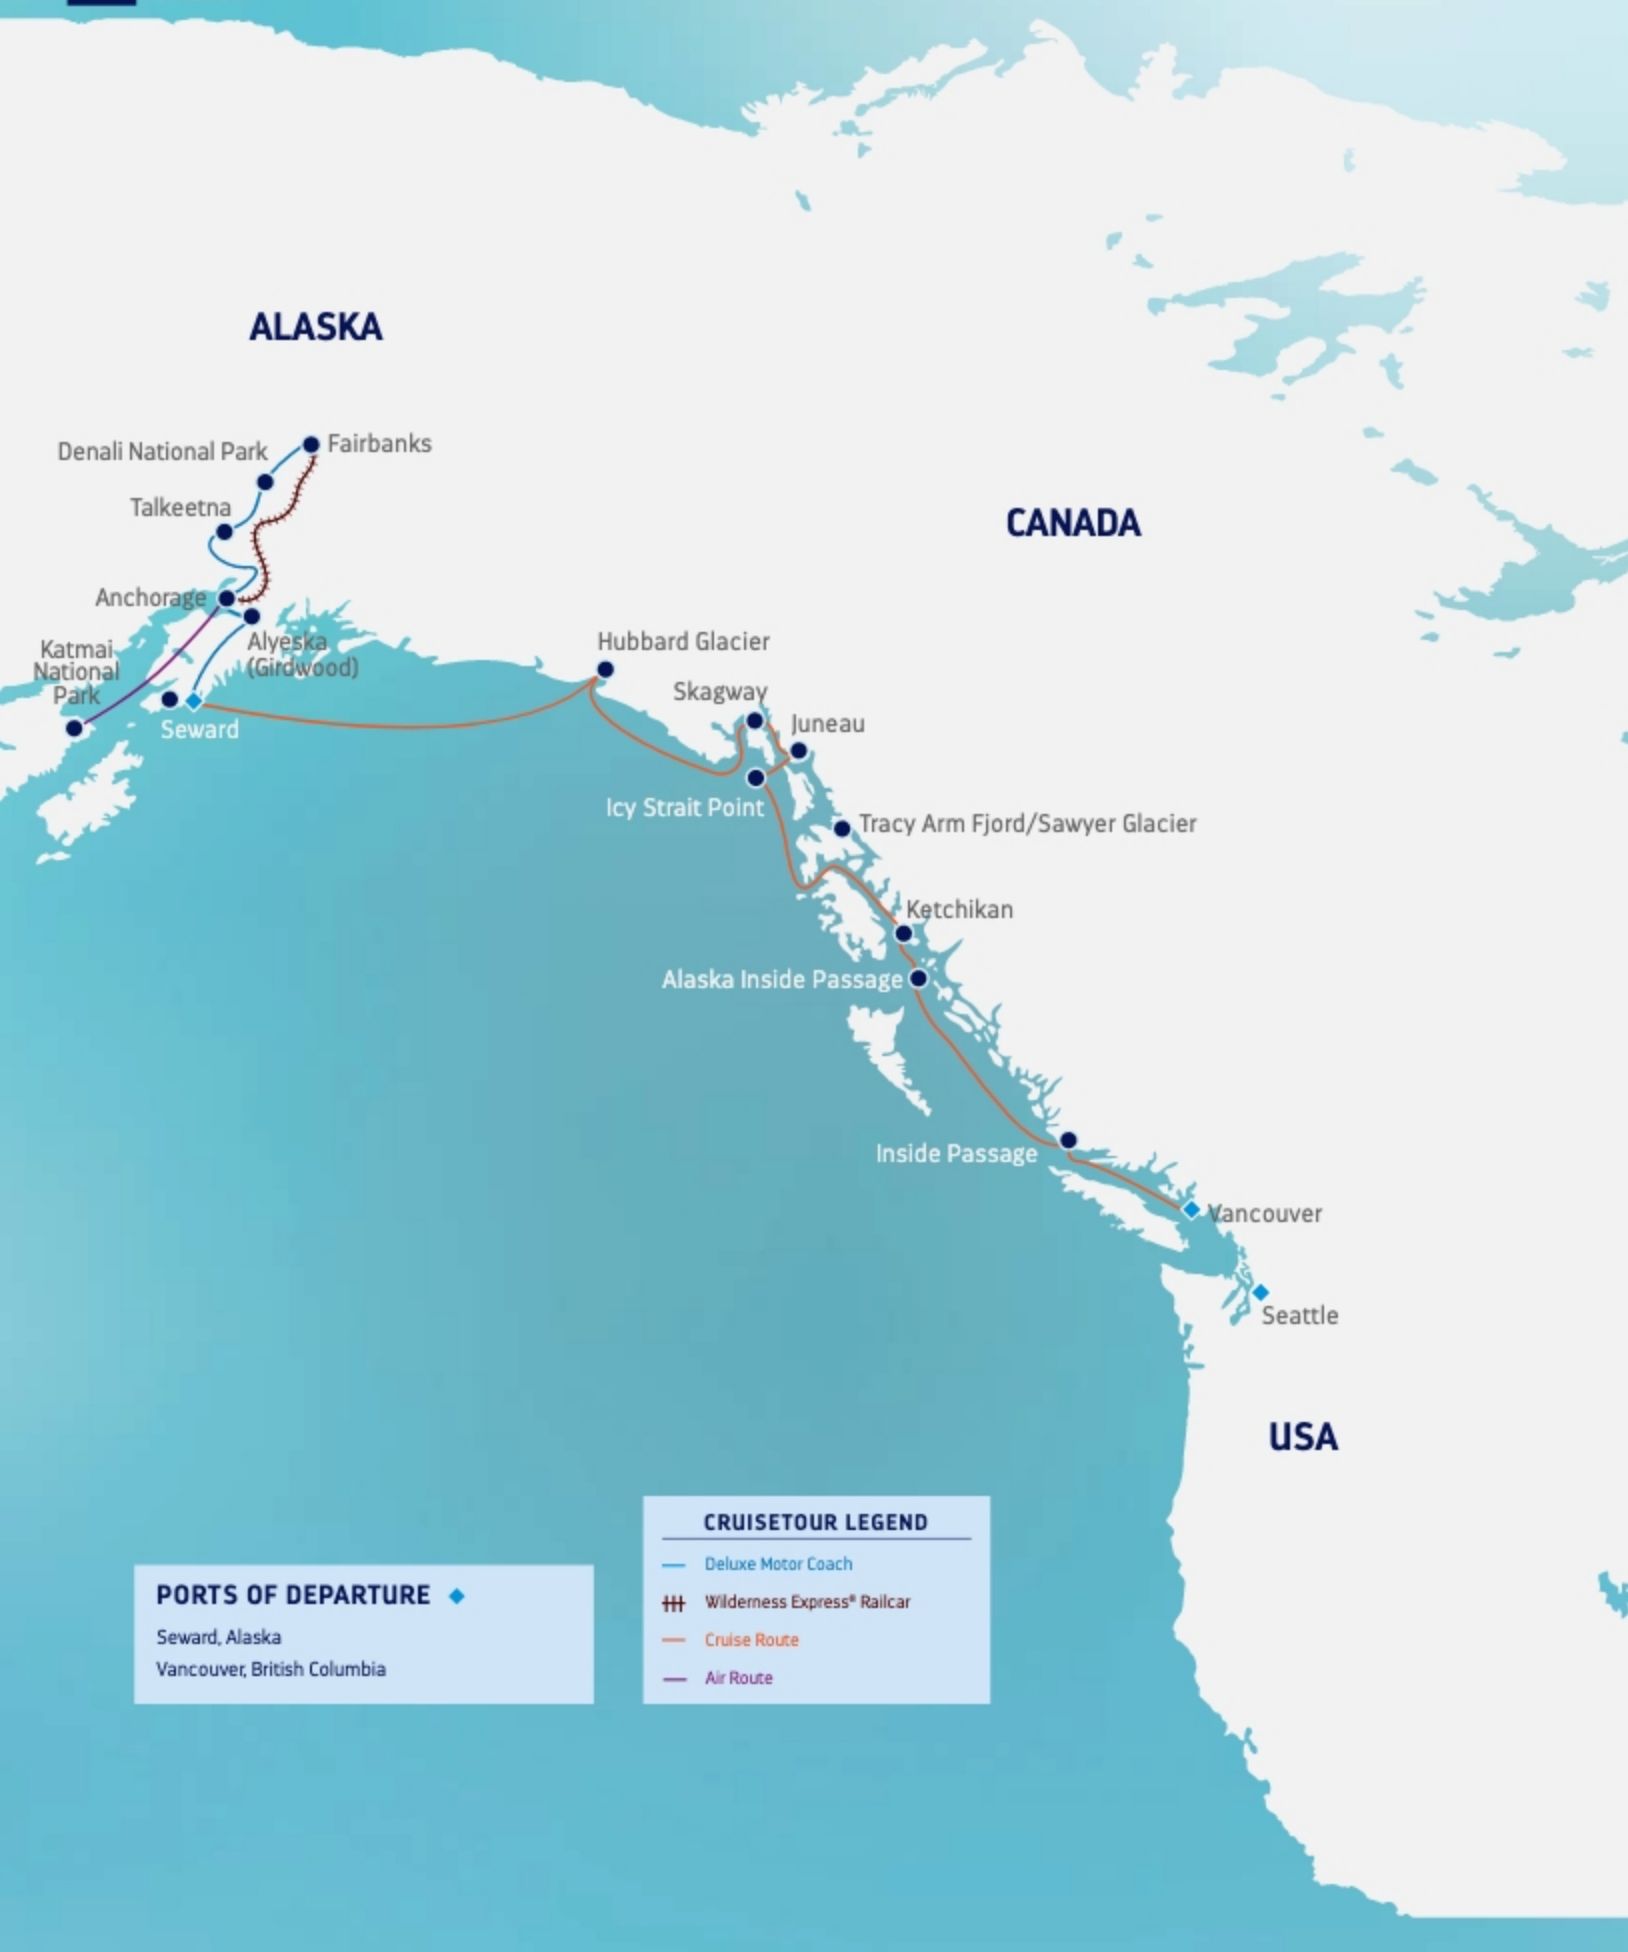 ALASKA
Fairbanks
Denali National Park
Talkeetna
CANADA
Anchorage
Alyeska
(Girdwood)
Katmai
National
Park
Seward
Hubbard Glacier
Skagway
Juneau
Icy Strait Point
Tracy Arm Fjord/Sawyer Glacier
Ketchikan
Alaska Inside Passage
Inside Passage
Vancouver
Seattle
USA
PORTS OF DEPARTURE
Seward, Alaska
Vancouver, British Columbia
CRUISETOUR LEGEND
Deluxe Motor Coach
Wilderness Express® Railcar
Cruise Route
Air Route